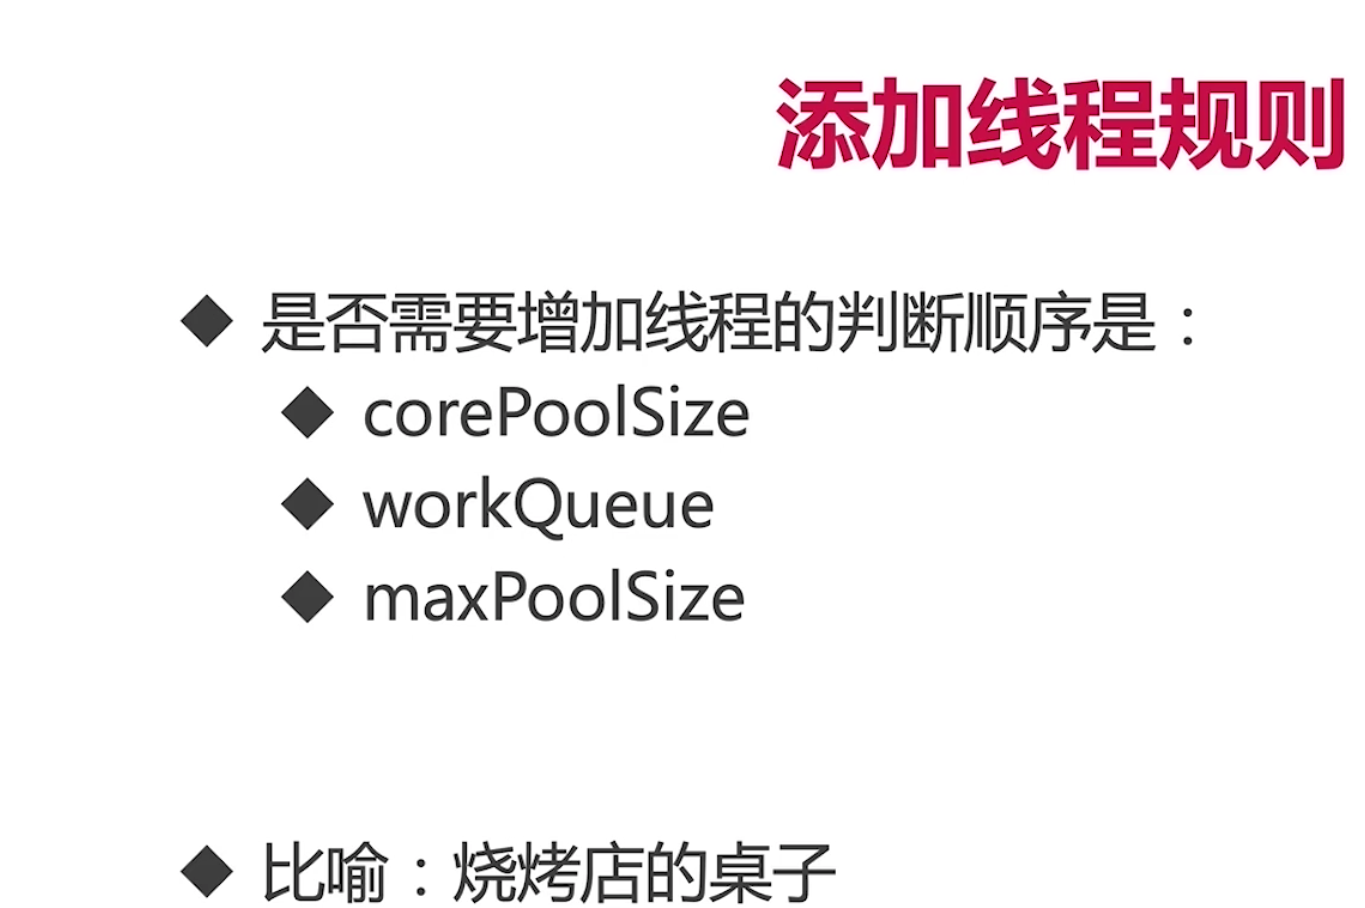 添加线程规则
◆ 是否需要增加线程的判断顺序是：
◆ corePoolSize
◆ workQueue
◆ maxPoolSize
◆ 比喻：烧烤店的桌子